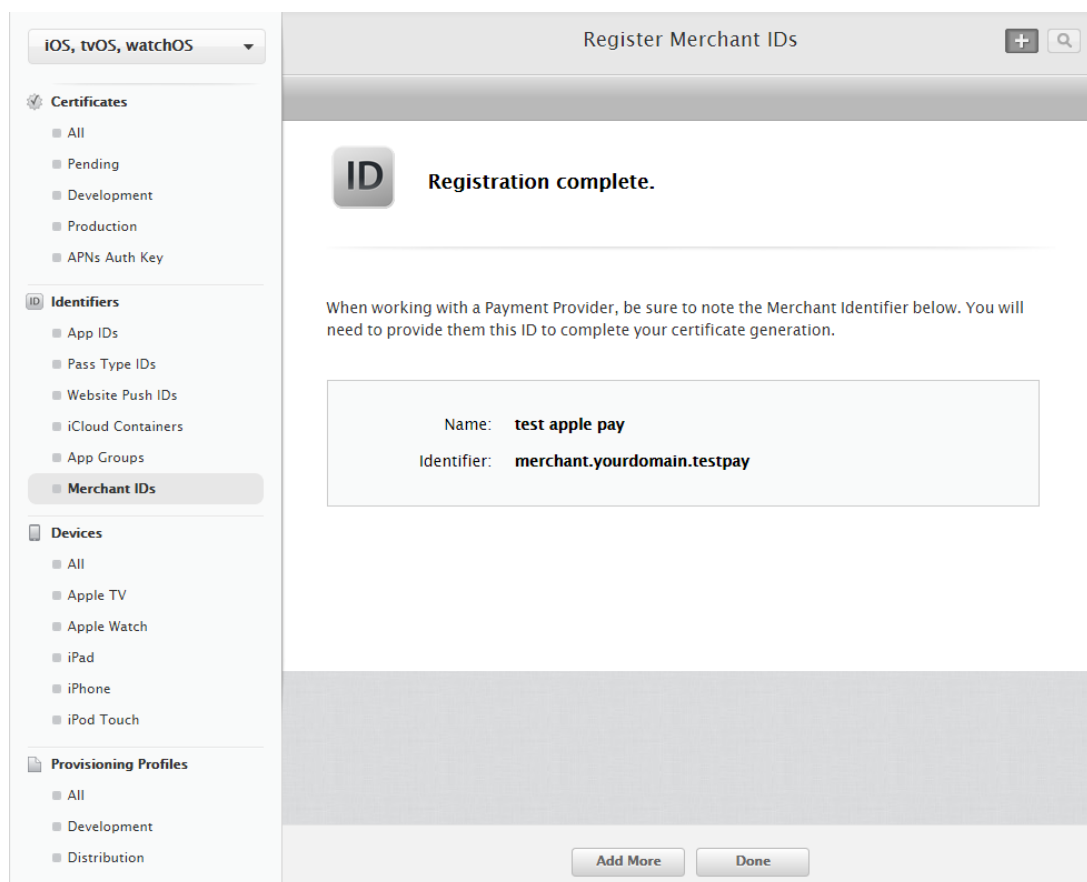 iOS, tvOS, watchOS
Certificates
All
Pending
Development
Production
APNs Auth Key
ID Identifiers
App IDs
Pass Type IDs
Website Push IDs
iCloud Containers
App Groups
Merchant IDs
Devices
All
Apple TV
Apple Watch
iPad
iPhone
iPod Touch
Provisioning Profiles
All
Development
Distribution
Register Merchant IDs
ID
Registration complete.
When working with a Payment Provider, be sure to note the Merchant Identifier below. You will
need to provide them this ID to complete your certificate generation.
Name: test apple pay
Identifier: merchant.yourdomain.testpay
Add More Done